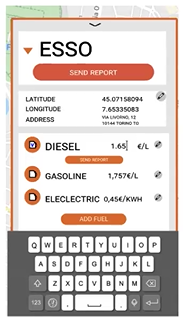 ESSO
SEND REPORT
LATITUDE 45.07158094
LONGITUDE 7.65335083
ADDRESS VIA LIVORNO, 12
10144 TORINO TO
DIESEL 1.65 €/L
SEND REPORT
GASOLINE 1,757€/L
ELECLECTRIC 0,45€/KWH
ADD FUEL
Q W E R T Y U I O P
A S D F G H J K L
Z X C V B N M
123